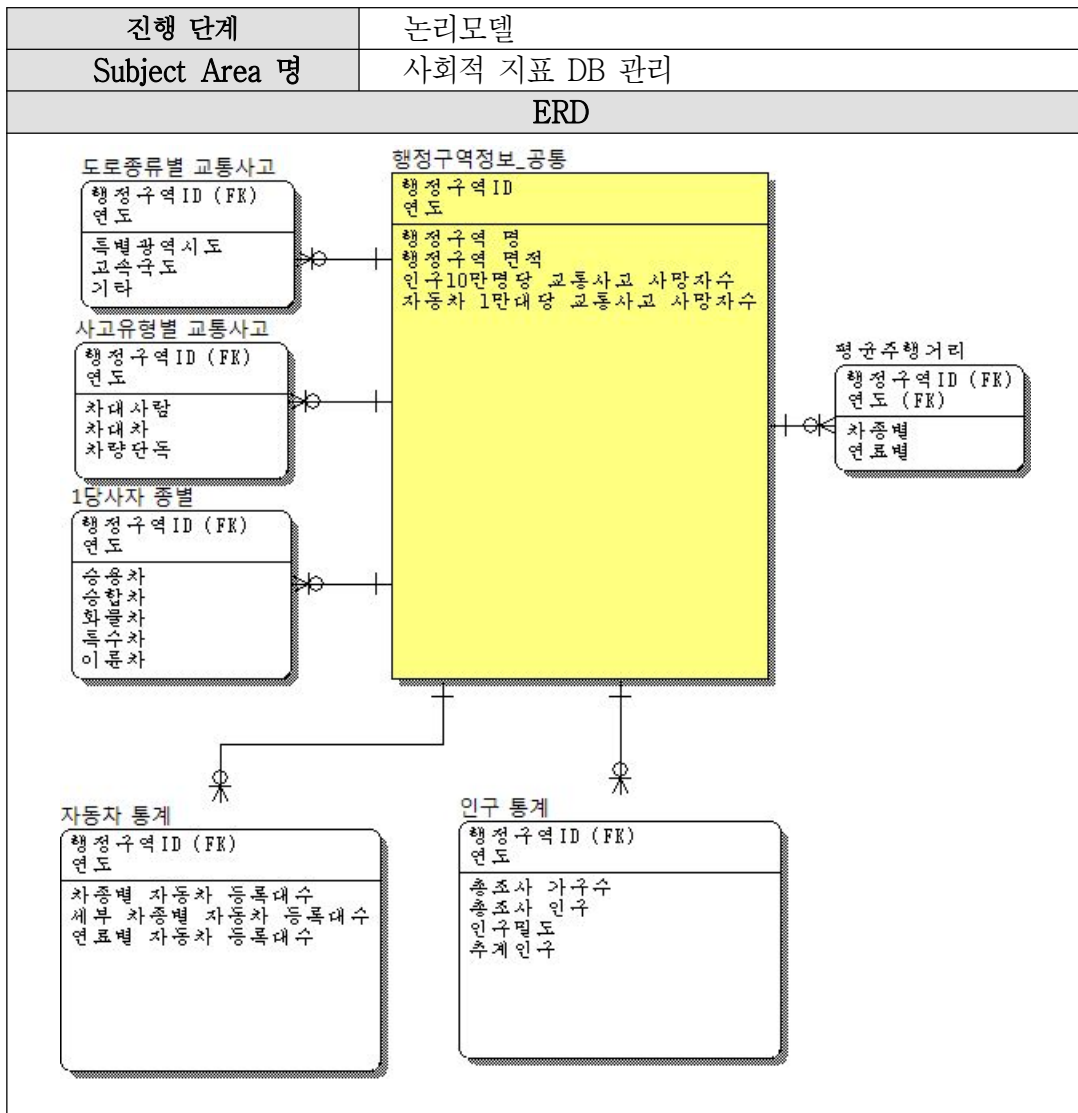 진행 단계 논리모델
Subject Area 명 사회적 지표 DB 관리
ERD
도로종류별 교통사고
행정구역ID (FK)
연도
특별광역시도
고속국도
기타
사고유형별 교통사고
행정구역ID (FK)
연도
차대사람
차대차
차량단독
1당사자 종별
행정구역ID (FK)
연도
승용차
승합차
화물차
특수차
이륜차
행정구역정보_공통
행정구역ID
연도
행정구역 명
행정구역 면적
인구10만명당 교통사고 사망자수
자동차 1만대당 교통사고 사망자수
평균주행거리
행정구역ID (FK)
연도 (FK)
차종별
연료별
자동차 통계
행정구역ID (FK)
연도
차종별 자동차 등록대수
세부 차종별 자동차 등록대수
연료별 자동차 등록대수
인구 통계
행정구역ID (FK)
연도
총조사 가구수
총조사 인구
인구밀도
추계인구